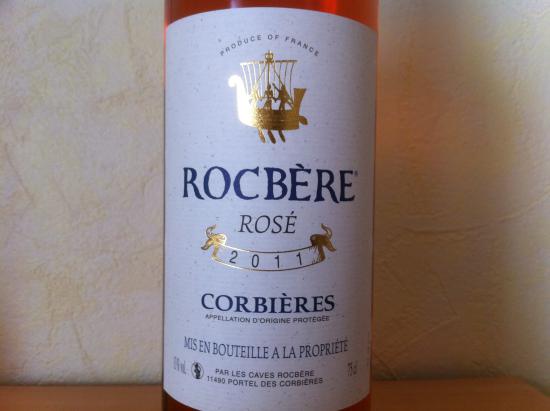 PRODUCE OF FRANCE
ROCBÈRE®
ROSÉ
2011
CORBIÈRES
APPELLATION D'ORIGINE PROTÉGÉE
MIS EN BOUTEILLE A LA PROPRIÉTÉ
PAR LES CAVES ROCBÈRE
11490 PORTEL DES CORBIÈRES
75 cl